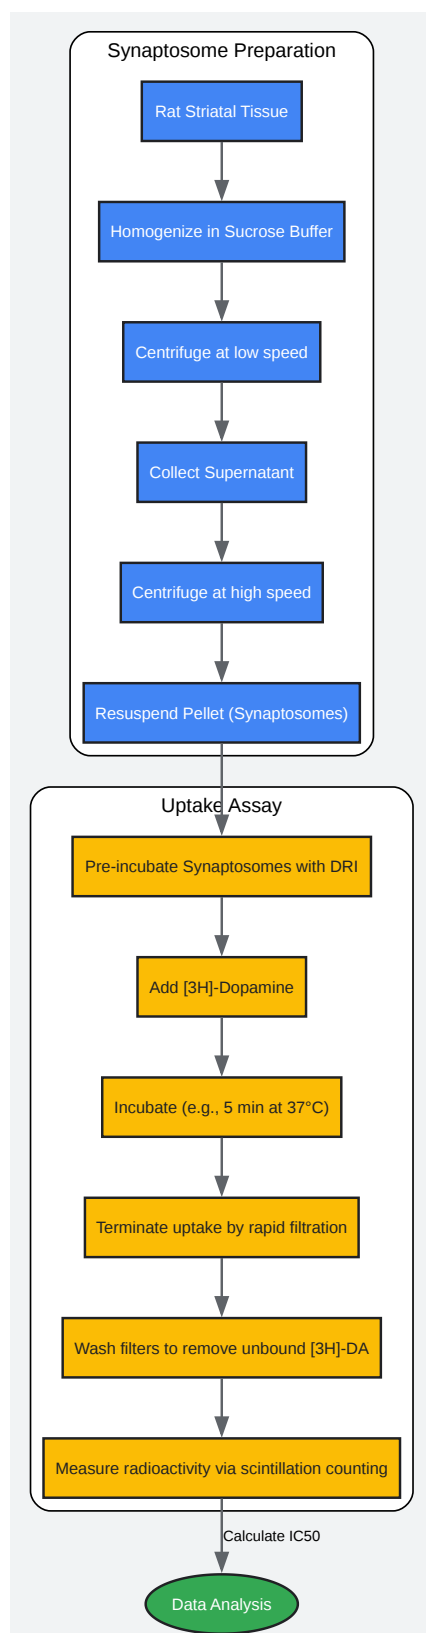 Synaptosome Preparation
Rat Striatal Tissue
Homogenize in Sucrose Buffer
Centrifuge at low speed
Collect Supernatant
Centrifuge at high speed
Resuspend Pellet (Synaptosomes)
Uptake Assay
Pre-incubate Synaptosomes with DRI
Add [3H]-Dopamine
Incubate (e.g., 5 min at 37°C)
Terminate uptake by rapid filtration
Wash filters to remove unbound [3H]-DA
Measure radioactivity via scintillation counting
Calculate IC50
Data Analysis